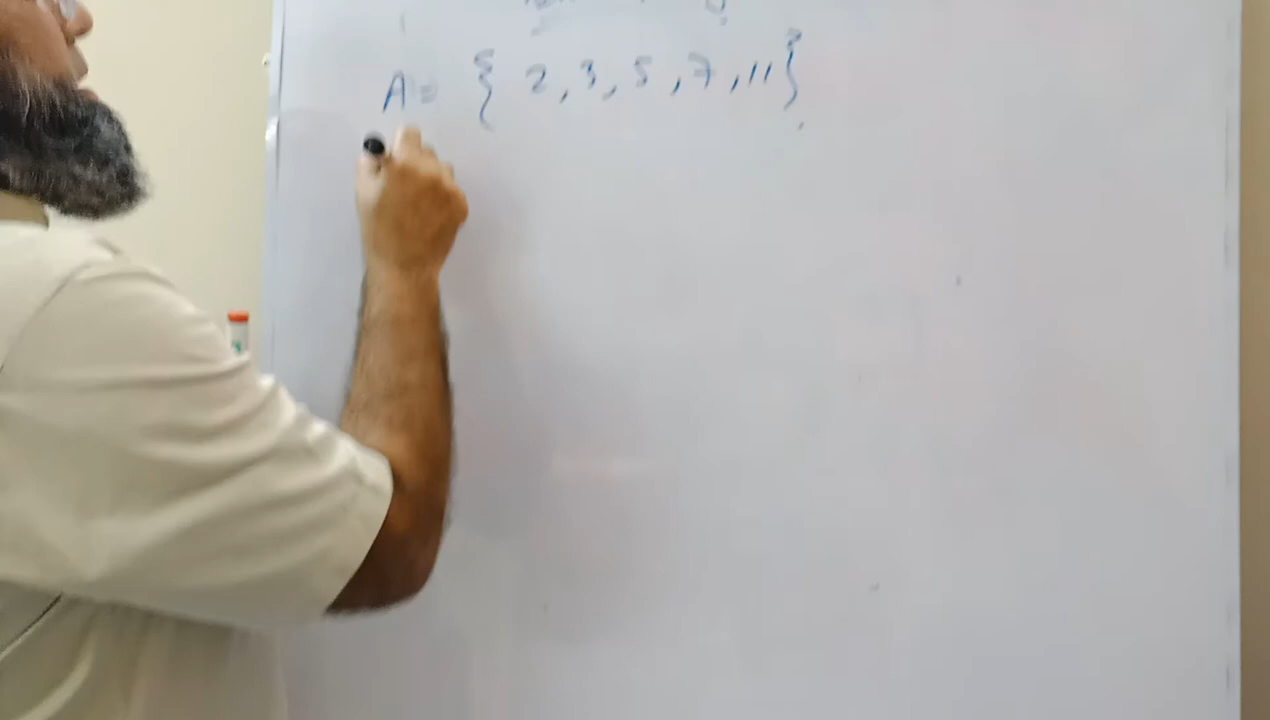 A = { 2, 3, 5, 7, 11 }